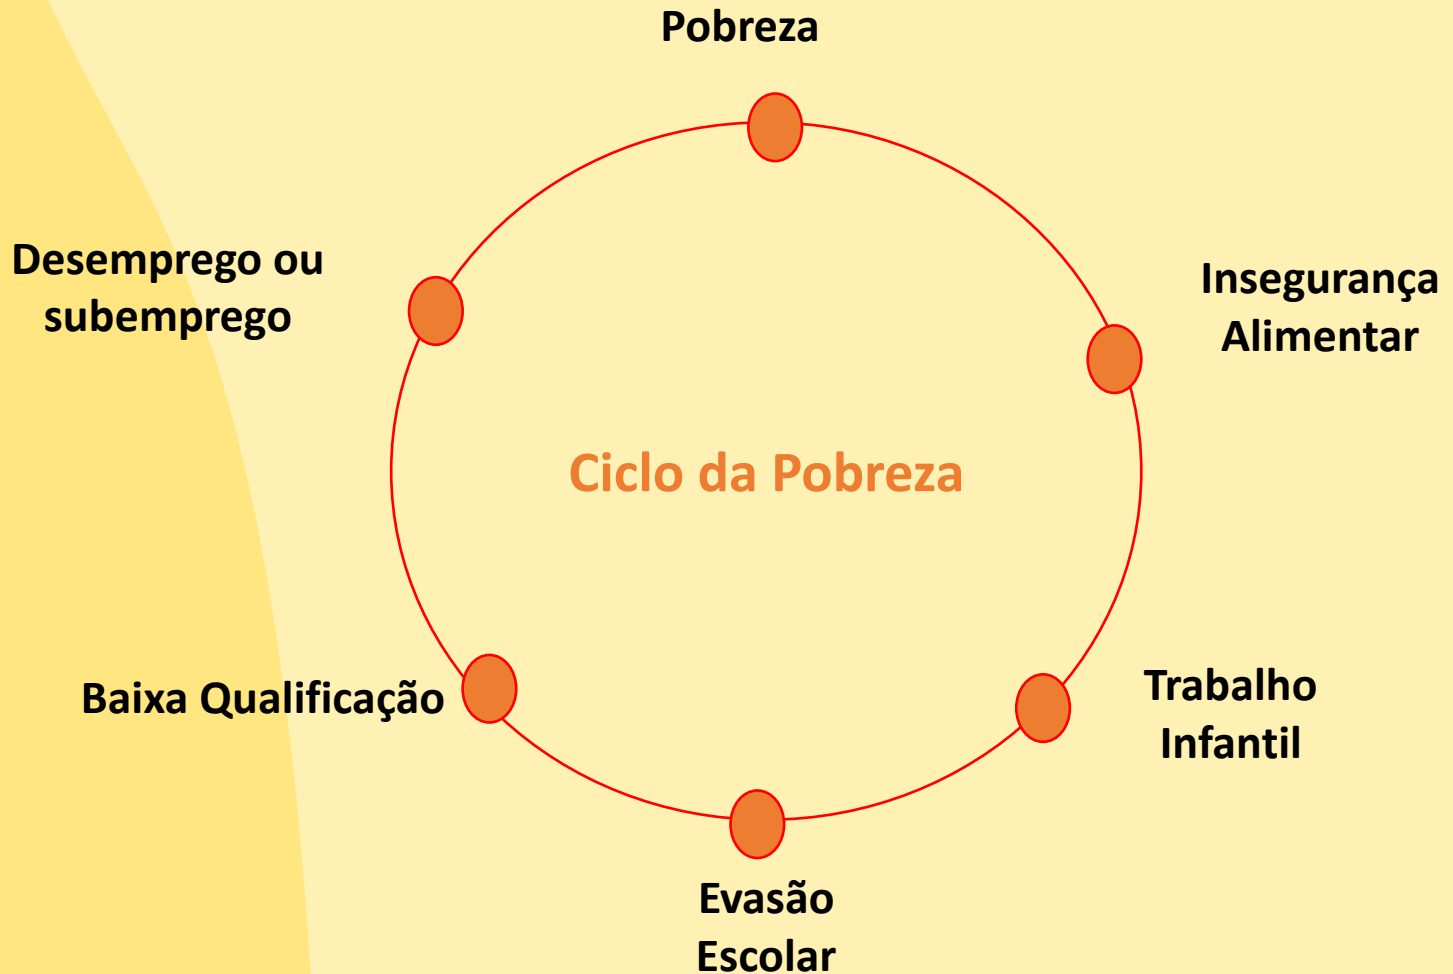 Pobreza
Desemprego ou
subemprego
Insegurança
Alimentar
Ciclo da Pobreza
Baixa Qualificação
Trabalho
Infantil
Evasão
Escolar